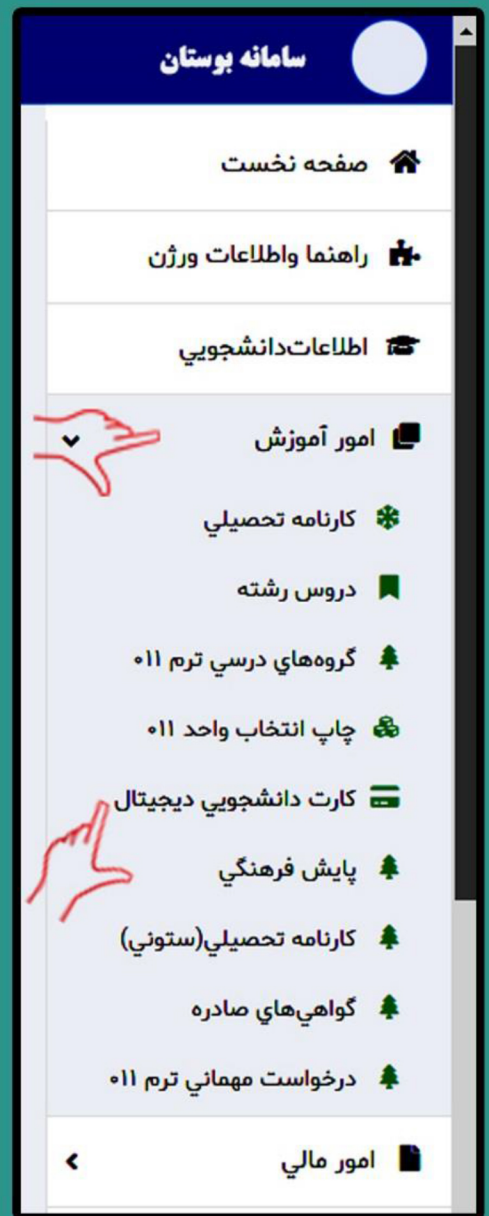 سامانه بوستان
صفحه نخست
راهنما واطلاعات ورژن
اطلاعات‌دانشجويي
امور آموزش
كارنامه تحصيلي
دروس رشته
گروه‌هاي درسي ترم ۰۱۱
چاپ انتخاب واحد ۰۱۱
كارت دانشجويي ديجيتال
پايش فرهنگي
كارنامه تحصيلي(ستوني)
گواهي‌هاي صادره
درخواست مهماني ترم ۰۱۱
امور مالي